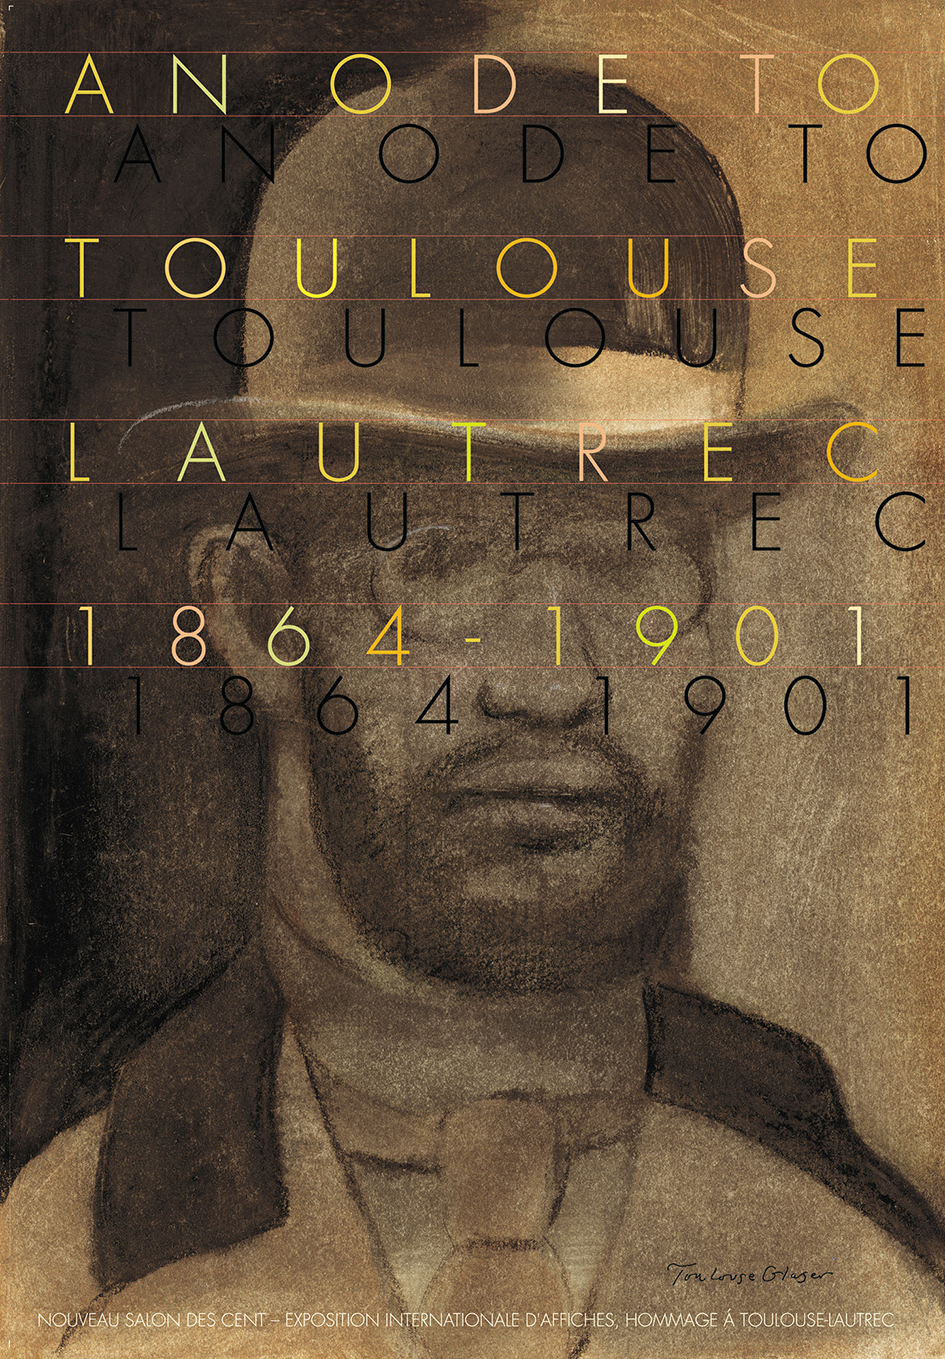 AN ODE TO
AN ODE TO
TOULOUSE
TOULOUSE
LAUTREC
LAUTREC
1864-1901
1864 1901
Toulouse Glaser
NOUVEAU SALON DES CENT – EXPOSITION INTERNATIONALE D'AFFICHES, HOMMAGE Á TOULOUSE-LAUTREC